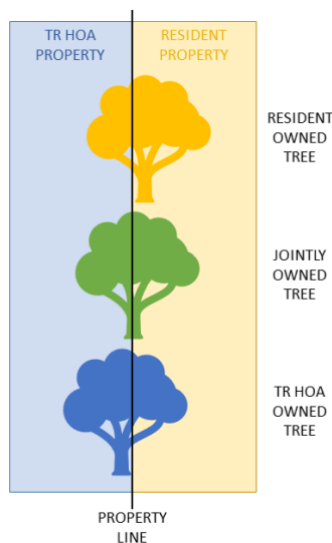 TR HOA
PROPERTY
RESIDENT
PROPERTY
RESIDENT
OWNED
TREE
JOINTLY
OWNED
TREE
TR HOA
OWNED
TREE
PROPERTY
LINE